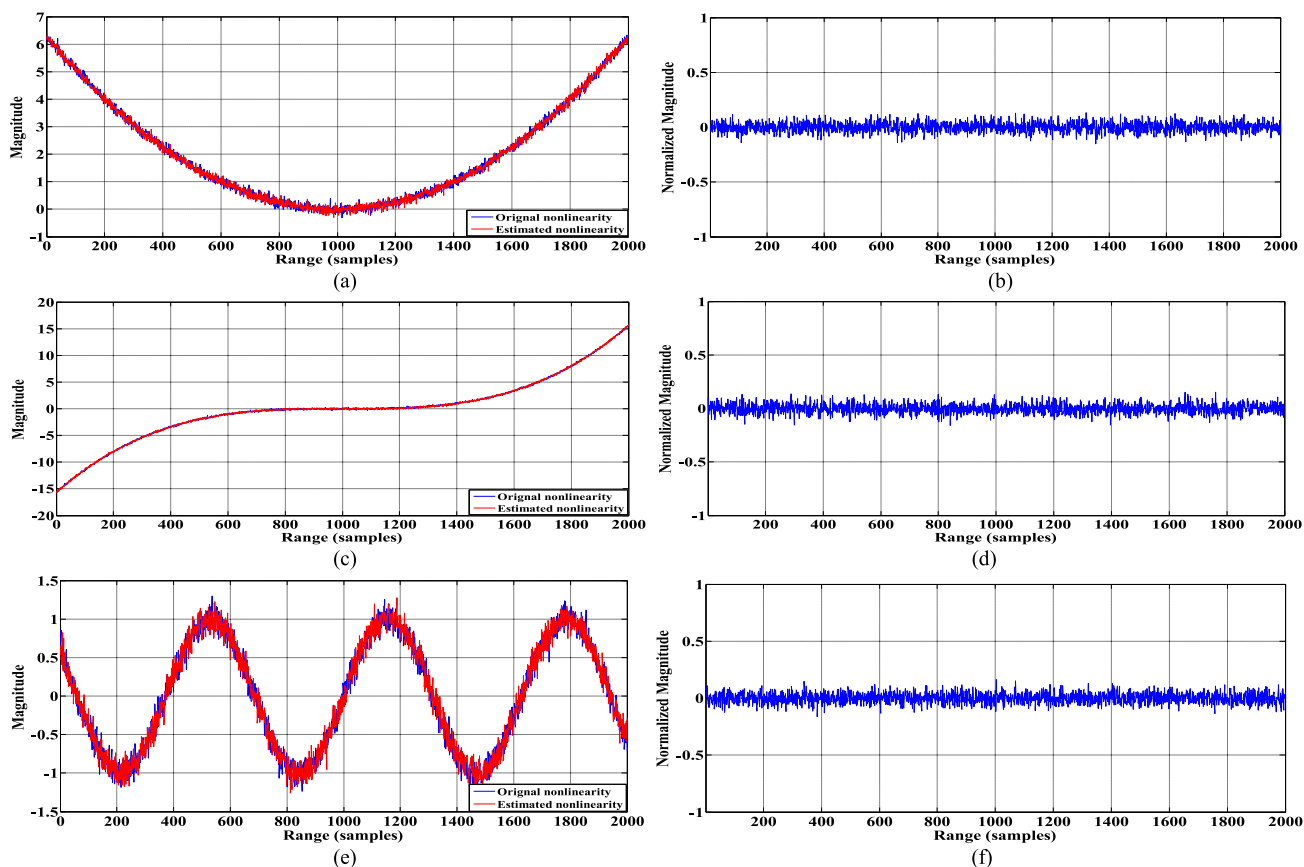 7
6
5
4
3
2
1
0
-1
Magnitude
0 200 400 600 800 1000 1200 1400 1600 1800 2000
Range (samples)
Orignal nonlinearity
Estimated nonlinearity
(a)
1
0.5
0
-0.5
-1
Normalized Magnitude
200 400 600 800 1000 1200 1400 1600 1800 2000
Range (samples)
(b)
20
15
10
5
0
-5
-10
-15
-20
Magnitude
0 200 400 600 800 1000 1200 1400 1600 1800 2000
Range (samples)
Orignal nonlinearity
Estimated nonlinearity
(c)
1
0.5
0
-0.5
-1
Normalized Magnitude
200 400 600 800 1000 1200 1400 1600 1800 2000
Range (samples)
(d)
1.5
1
0.5
0
-0.5
-1
-1.5
Magnitude
0 200 400 600 800 1000 1200 1400 1600 1800 2000
Range (samples)
Orignal nonlinearity
Estimated nonlinearity
(e)
1
0.5
0
-0.5
-1
Normalized Magnitude
200 400 600 800 1000 1200 1400 1600 1800 2000
Range (samples)
(f)